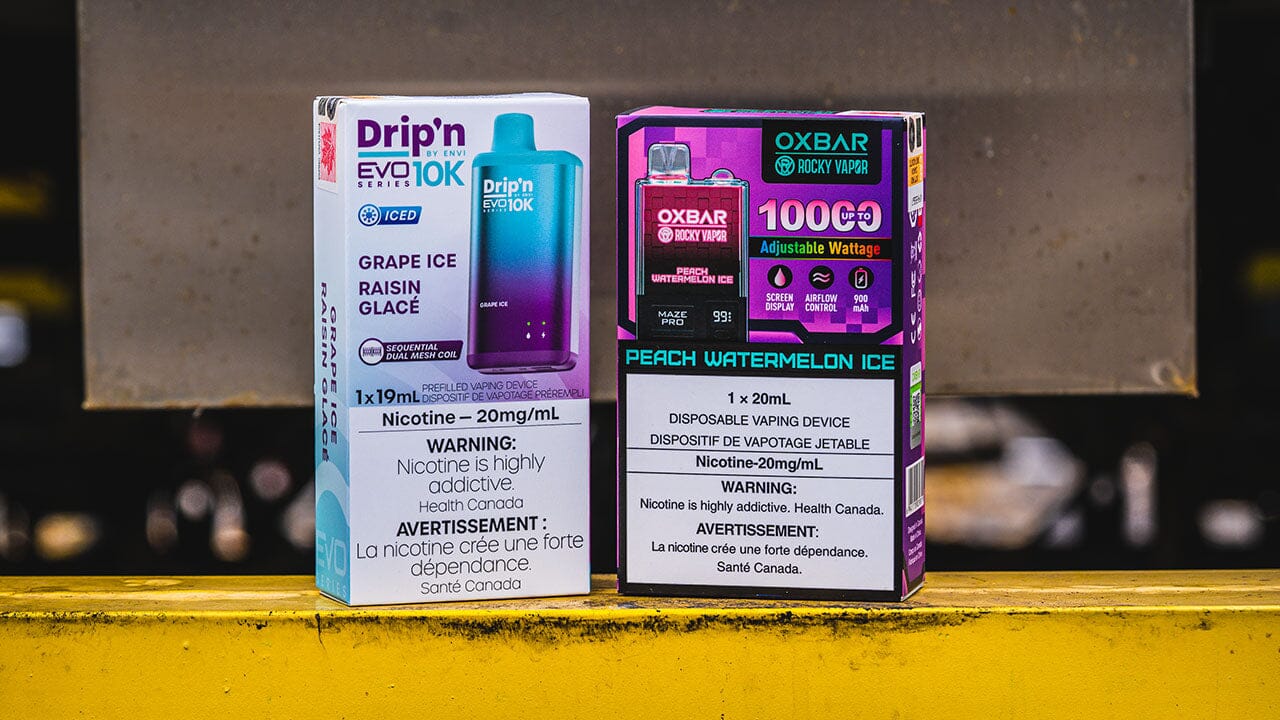 Drip'n
BY ENVI
EVO 10K
SERIES
ICED
GRAPE ICE
RAISIN
GLACÉ
SEQUENTIAL
DUAL MESH COIL
Drip'n
BY ENVI
EVO 10K
SERIES
GRAPE ICE
1x19mL PREFILLED VAPING DEVICE
DISPOSITIF DE VAPOTAGE PRÉREMPLI
Nicotine – 20mg/mL
WARNING:
Nicotine is highly
addictive.
Health Canada
AVERTISSEMENT :
La nicotine crée une forte
dépendance.
Santé Canada
GRAPE ICE
RAISIN GLACÉ
EVO
SERIES
OXBAR
ROCKY VAPOR
UP TO
10000
Adjustable Wattage
SCREEN
DISPLAY
AIRFLOW
CONTROL
900
mAh
OXBAR
ROCKY VAPOR
PEACH
WATERMELON ICE
MAZE
PRO
99
PEACH WATERMELON ICE
1 x 20mL
DISPOSABLE VAPING DEVICE
DISPOSITIF DE VAPOTAGE JETABLE
Nicotine-20mg/mL
WARNING:
Nicotine is highly addictive. Health Canada.
AVERTISSEMENT:
La nicotine crée une forte dépendance.
Santé Canada.